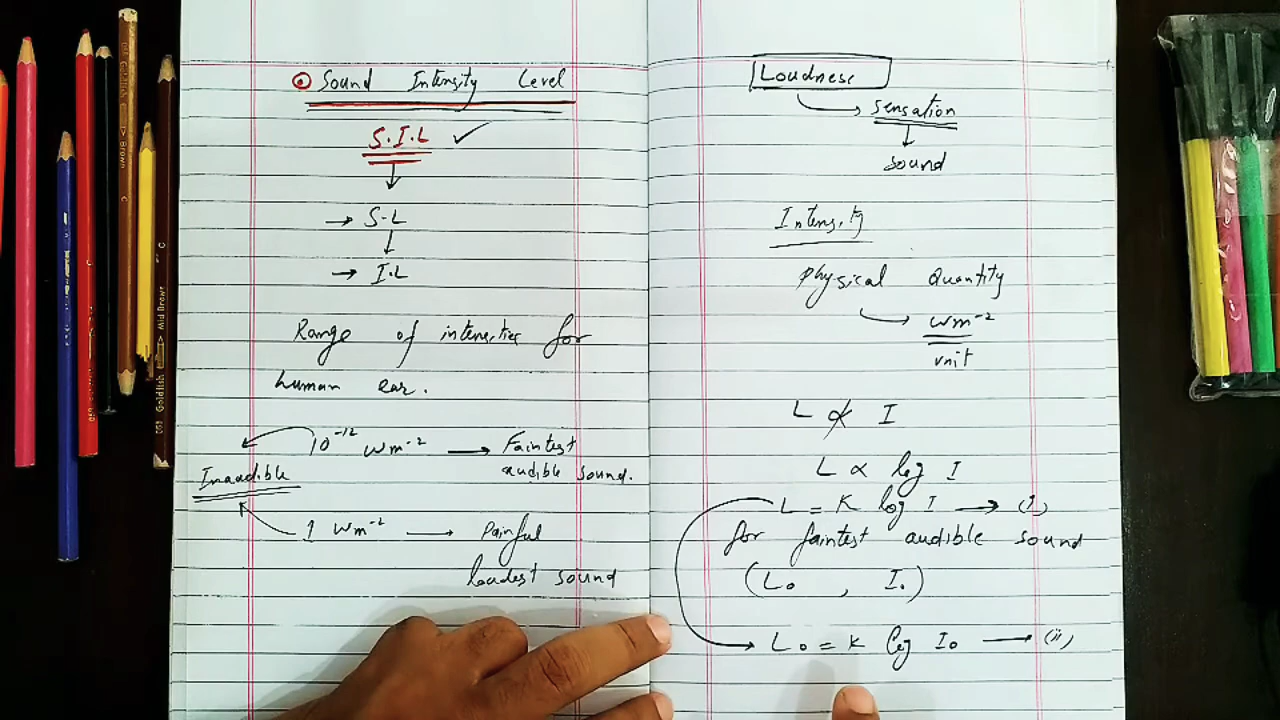 Sound Intensity Level
S.I.L ✓
→ S-L
→ I.L
Range of intensities for
human ear.
10⁻¹² Wm⁻² → Faintest
audible sound.
Inaudible
1 Wm⁻² → Painful
loudest sound
Loudness
→ sensation
sound
Intensity
Physical Quantity
→ Wm⁻²
unit
L ∝̸ I
L ∝ log I
L = K log I → (i)
for faintest audible sound
(L₀ , I₀)
L₀ = K log I₀ → (ii)